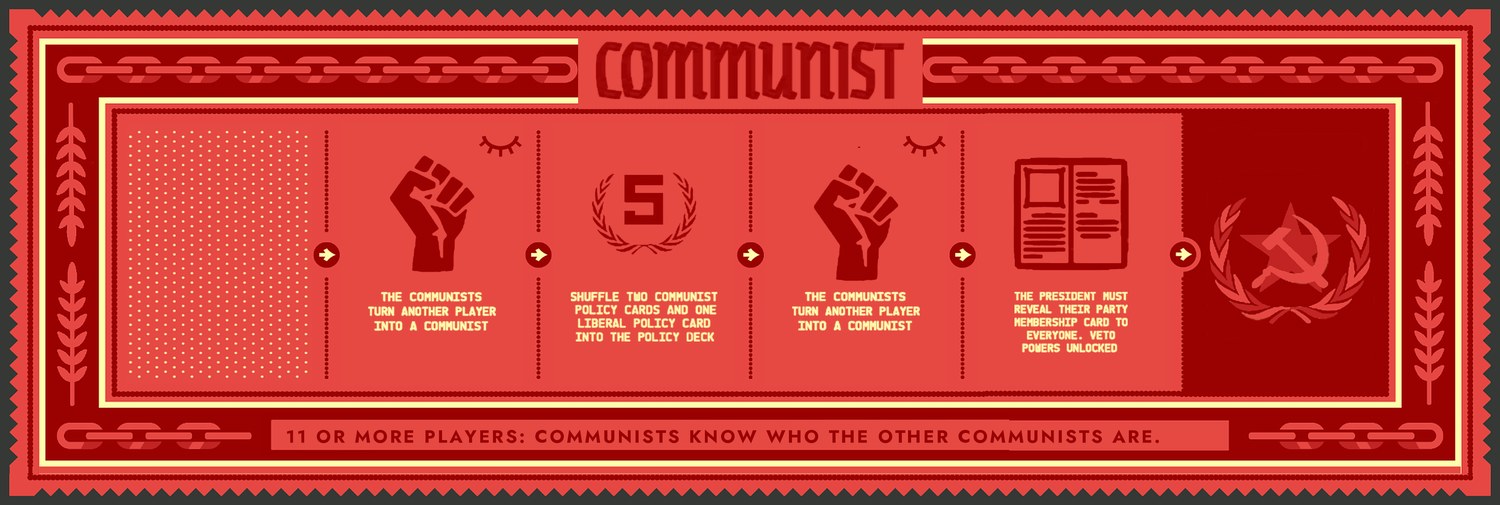 COMMUNIST
THE COMMUNISTS
TURN ANOTHER PLAYER
INTO A COMMUNIST
5
SHUFFLE TWO COMMUNIST
POLICY CARDS AND ONE
LIBERAL POLICY CARD
INTO THE POLICY DECK
THE COMMUNISTS
TURN ANOTHER PLAYER
INTO A COMMUNIST
THE PRESIDENT MUST
REVEAL THEIR PARTY
MEMBERSHIP CARD TO
EVERYONE. VETO
POWERS UNLOCKED
11 OR MORE PLAYERS: COMMUNISTS KNOW WHO THE OTHER COMMUNISTS ARE.